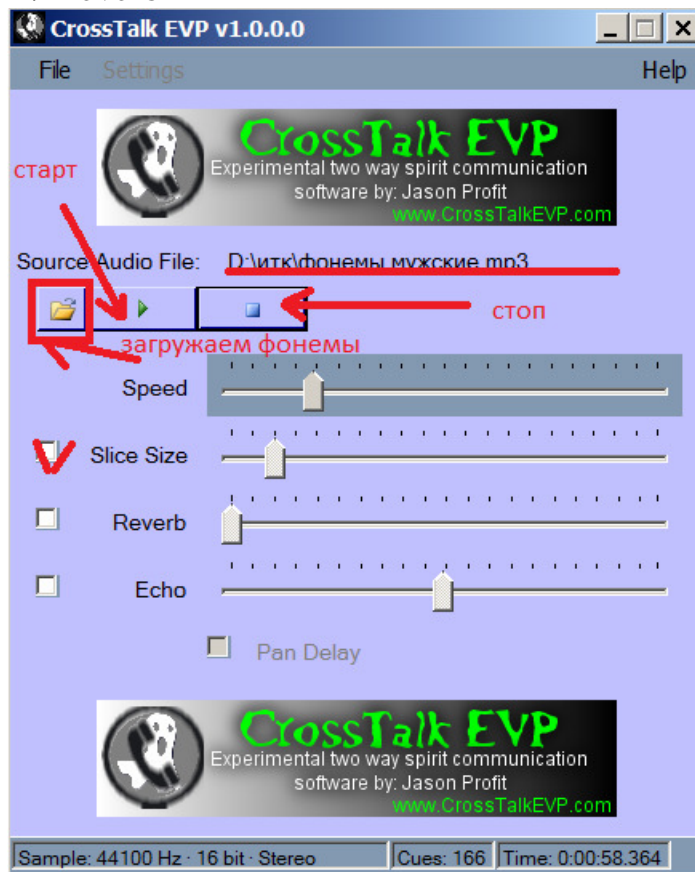 CrossTalk EVP v1.0.0.0
File Settings Help
CrossTalk EVP
Experimental two way spirit communication
software by: Jason Profit
www.CrossTalkEVP.com
старт
Source Audio File: D:\итк\фонемы мужские mp3
стоп
загружаем фонемы
Speed
Slice Size
Reverb
Echo
Pan Delay
CrossTalk EVP
Experimental two way spirit communication
software by: Jason Profit
www.CrossTalkEVP.com
Sample: 44100 Hz · 16 bit · Stereo Cues: 166 Time: 0:00:58.364